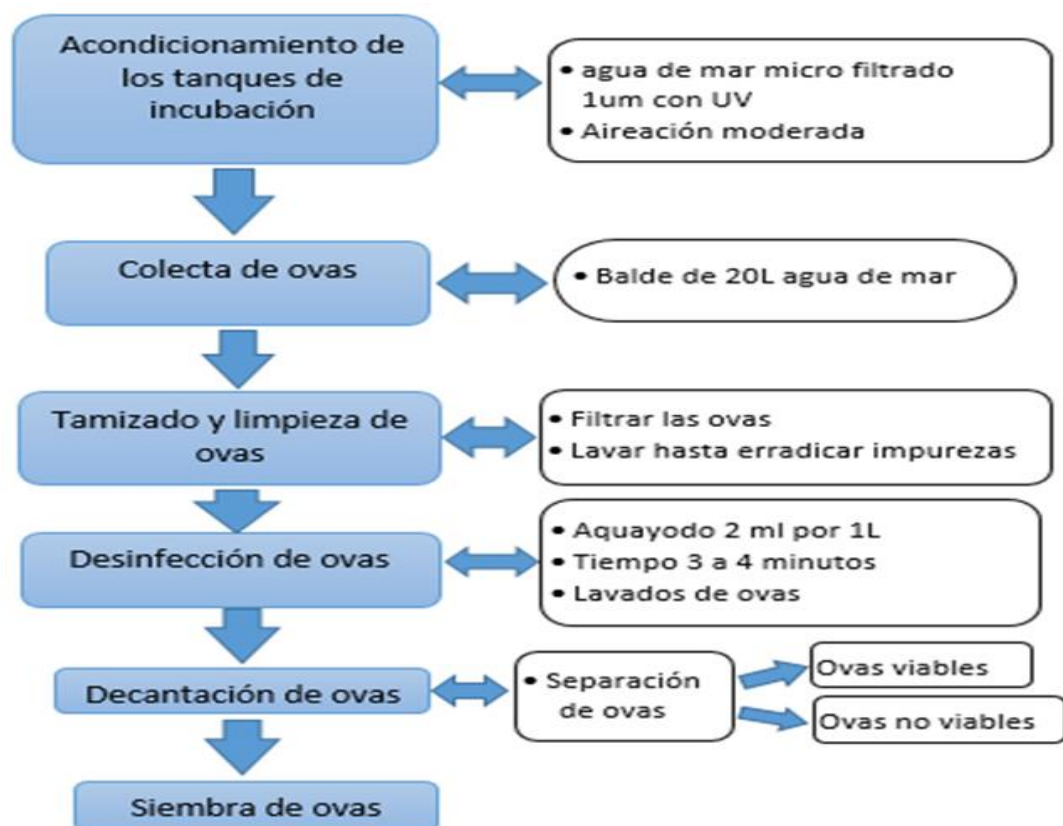 Acondicionamiento de
los tanques de
incubación
• agua de mar micro filtrado
1um con UV
• Aireación moderada
Colecta de ovas
• Balde de 20L agua de mar
Tamizado y limpieza de
ovas
• Filtrar las ovas
• Lavar hasta erradicar impurezas
Desinfección de ovas
• Aquayodo 2 ml por 1L
• Tiempo 3 a 4 minutos
• Lavados de ovas
Decantación de ovas
• Separación
de ovas
Ovas viables
Ovas no viables
Siembra de ovas